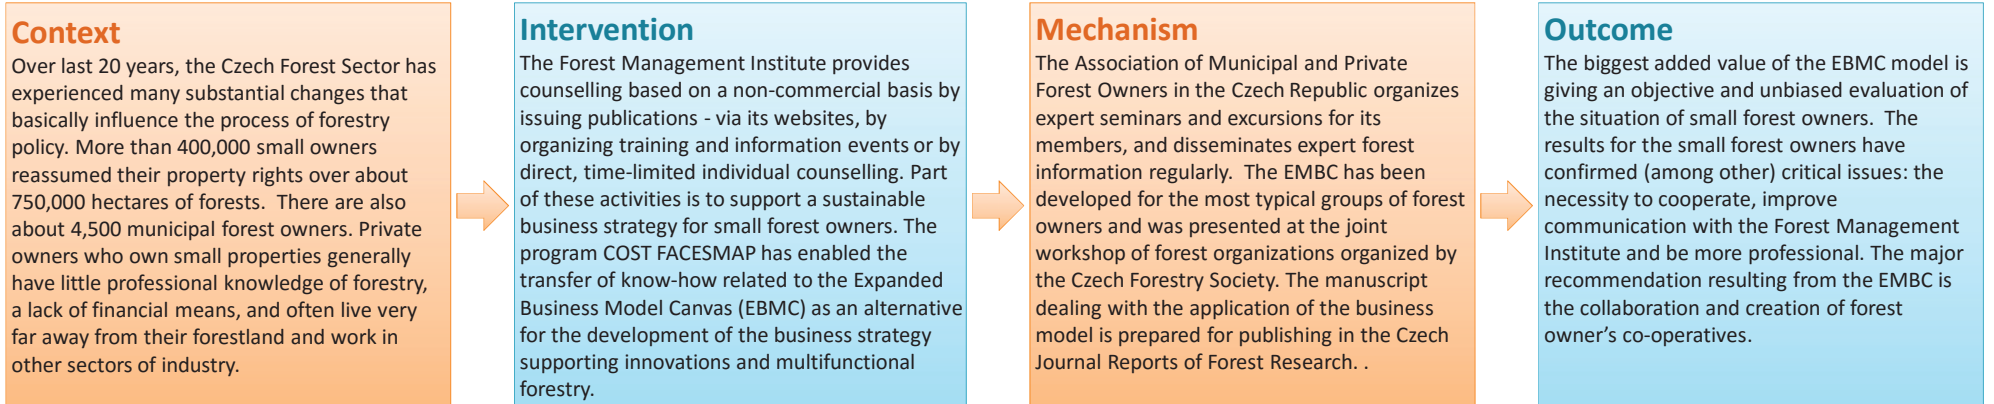 Context
Over last 20 years, the Czech Forest Sector has
experienced many substantial changes that
basically influence the process of forestry
policy. More than 400,000 small owners
reassumed their property rights over about
750,000 hectares of forests.  There are also
about 4,500 municipal forest owners. Private
owners who own small properties generally
have little professional knowledge of forestry,
a lack of financial means, and often live very
far away from their forestland and work in
other sectors of industry.
Intervention
The Forest Management Institute provides
counselling based on a non-commercial basis by
issuing publications - via its websites, by
organizing training and information events or by
direct, time-limited individual counselling. Part
of these activities is to support a sustainable
business strategy for small forest owners. The
program COST FACESMAP has enabled the
transfer of know-how related to the Expanded
Business Model Canvas (EBMC) as an alternative
for the development of the business strategy
supporting innovations and multifunctional
forestry.
Mechanism
The Association of Municipal and Private
Forest Owners in the Czech Republic organizes
expert seminars and excursions for its
members, and disseminates expert forest
information regularly.  The EMBC has been
developed for the most typical groups of forest
owners and was presented at the joint
workshop of forest organizations organized by
the Czech Forestry Society. The manuscript
dealing with the application of the business
model is prepared for publishing in the Czech
Journal Reports of Forest Research. .
Outcome
The biggest added value of the EBMC model is
giving an objective and unbiased evaluation of
the situation of small forest owners.  The
results for the small forest owners have
confirmed (among other) critical issues: the
necessity to cooperate, improve
communication with the Forest Management
Institute and be more professional. The major
recommendation resulting from the EMBC is
the collaboration and creation of forest
owner's co-operatives.